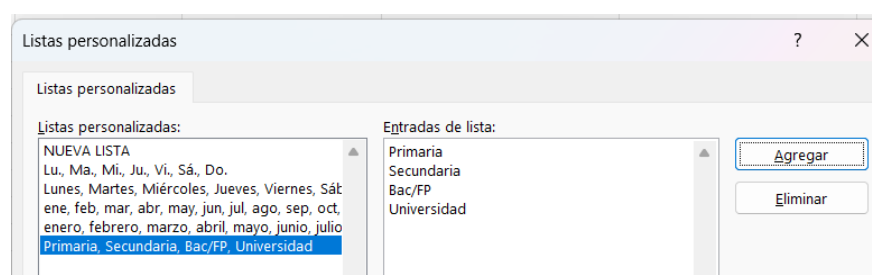 Listas personalizadas ? ×
Listas personalizadas
Listas personalizadas:
NUEVA LISTA
Lu., Ma., Mi., Ju., Vi., Sá., Do.
Lunes, Martes, Miércoles, Jueves, Viernes, Sáb
ene, feb, mar, abr, may, jun, jul, ago, sep, oct,
enero, febrero, marzo, abril, mayo, junio, julio
Primaria, Secundaria, Bac/FP, Universidad
Entradas de lista:
Primaria
Secundaria
Bac/FP
Universidad
Agregar
Eliminar